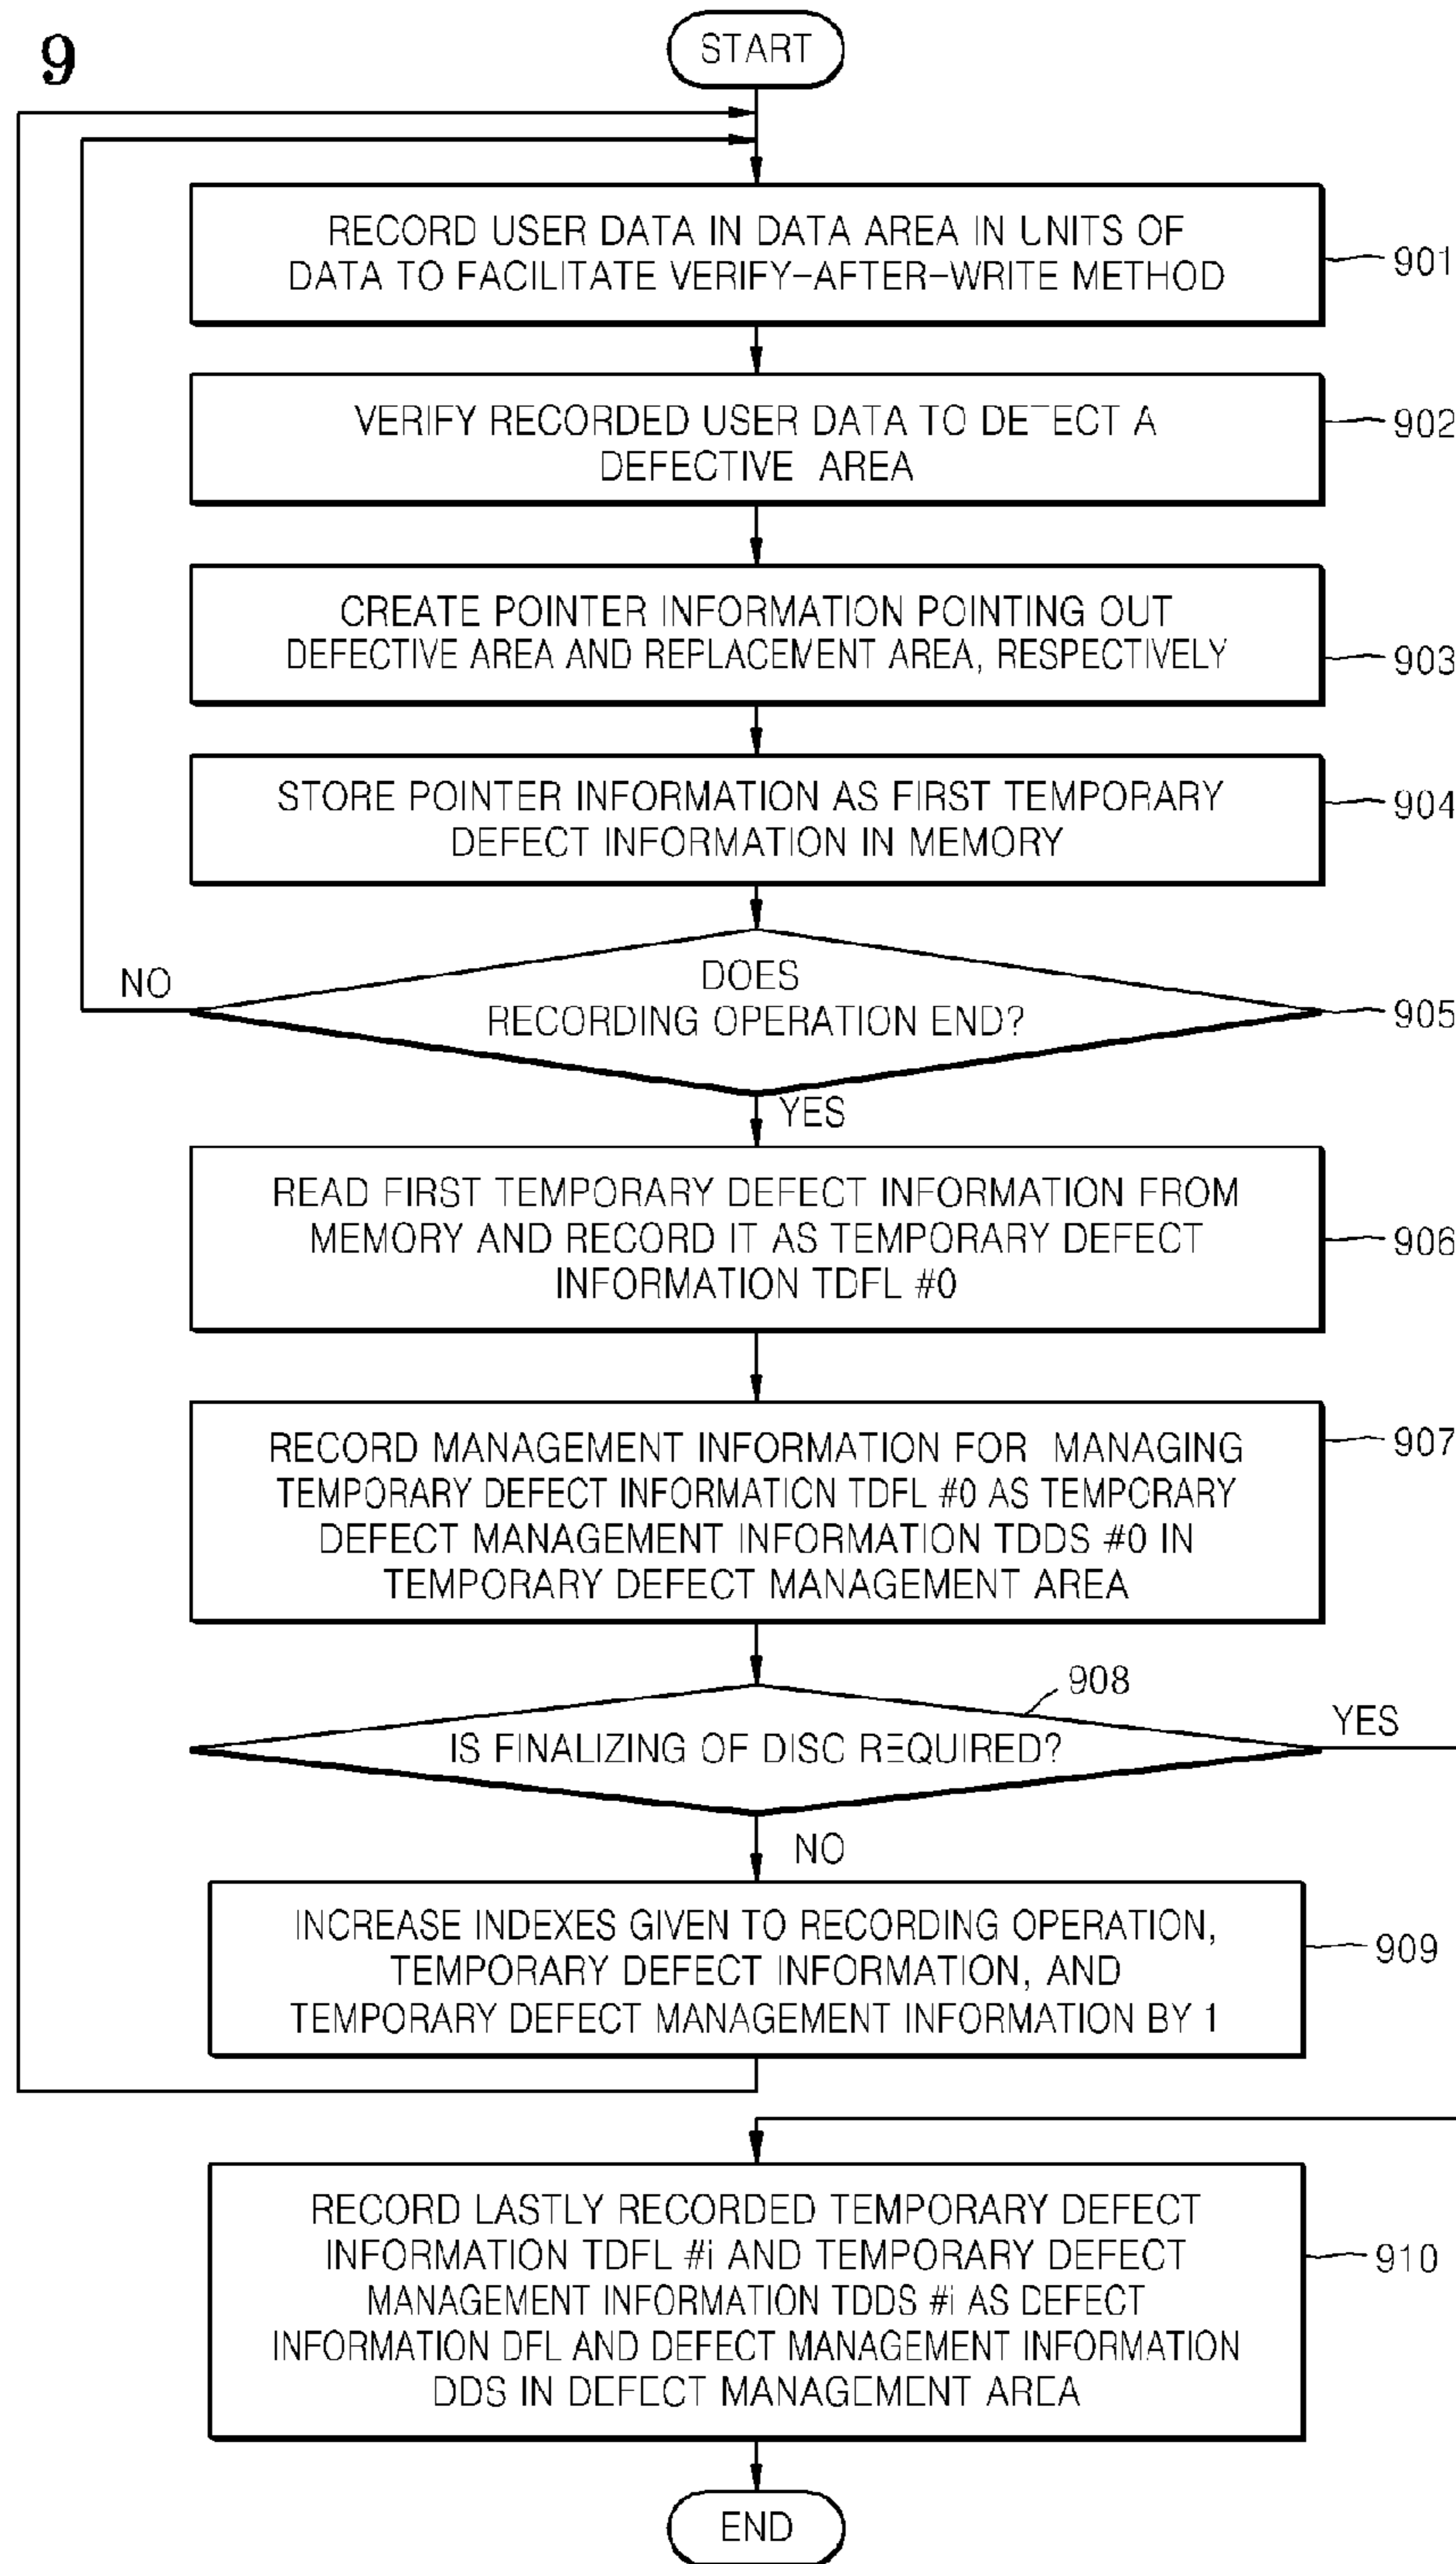 9
START
RECORD USER DATA IN DATA AREA IN UNITS OF
DATA TO FACILITATE VERIFY-AFTER-WRITE METHOD
901
VERIFY RECORDED USER DATA TO DETECT A
DEFECTIVE AREA
902
CREATE POINTER INFORMATION POINTING OUT
DEFECTIVE AREA AND REPLACEMENT AREA, RESPECTIVELY
903
STORE POINTER INFORMATION AS FIRST TEMPORARY
DEFECT INFORMATION IN MEMORY
904
NO
DOES
RECORDING OPERATION END?
905
YES
READ FIRST TEMPORARY DEFECT INFORMATION FROM
MEMORY AND RECORD IT AS TEMPORARY DEFECT
INFORMATION TDFL #0
906
RECORD MANAGEMENT INFORMATION FOR MANAGING
TEMPORARY DEFECT INFORMATION TDFL #0 AS TEMPORARY
DEFECT MANAGEMENT INFORMATION TDDS #0 IN
TEMPORARY DEFECT MANAGEMENT AREA
907
908
YES
IS FINALIZING OF DISC REQUIRED?
NO
INCREASE INDEXES GIVEN TO RECORDING OPERATION,
TEMPORARY DEFECT INFORMATION, AND
TEMPORARY DEFECT MANAGEMENT INFORMATION BY 1
909
RECORD LASTLY RECORDED TEMPORARY DEFECT
INFORMATION TDFL #i AND TEMPORARY DEFECT
MANAGEMENT INFORMATION TDDS #i AS DEFECT
INFORMATION DFL AND DEFECT MANAGEMENT INFORMATION
DDS IN DEFECT MANAGEMENT AREA
910
END